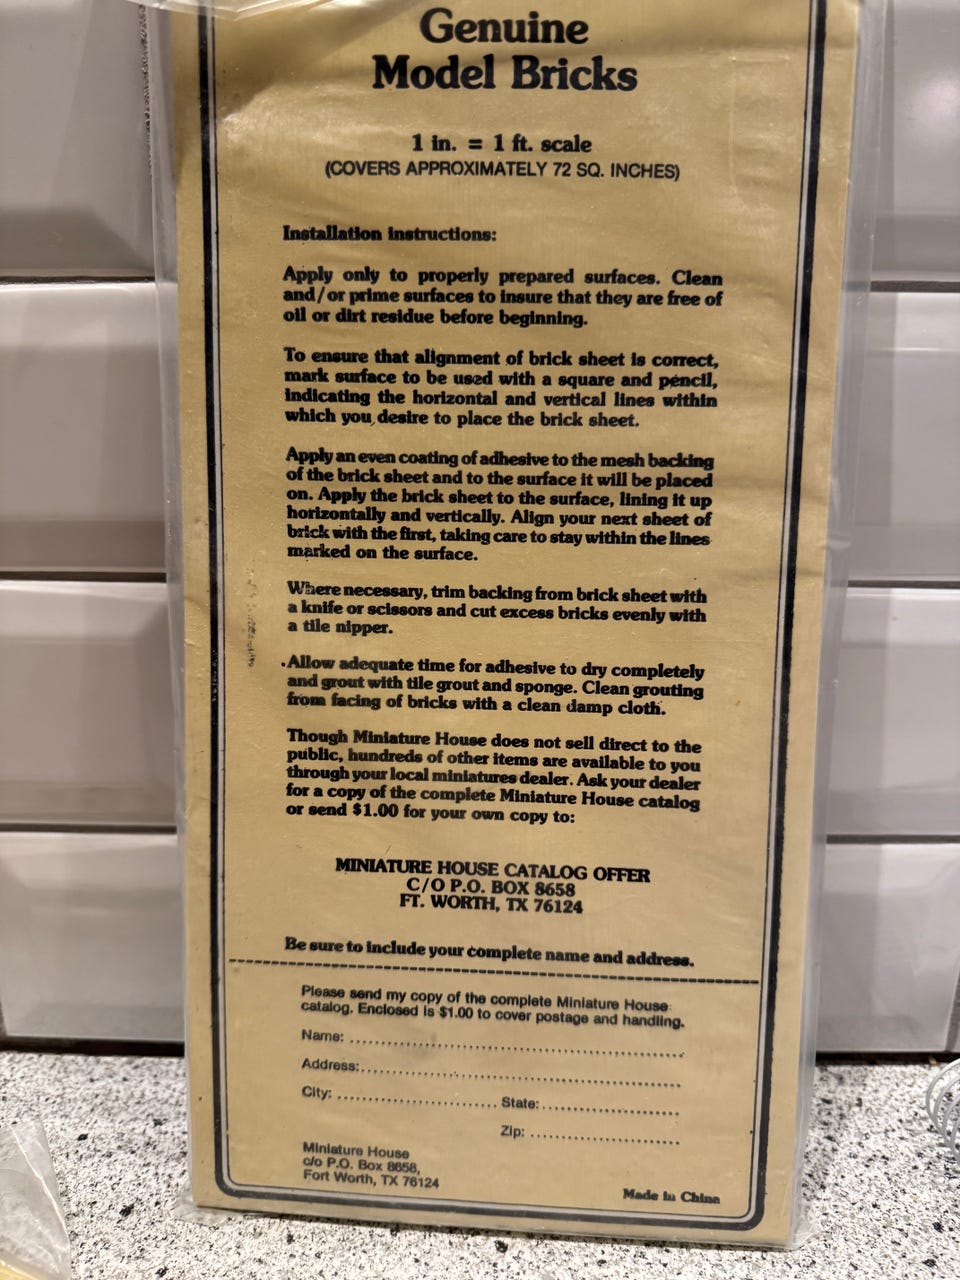 Genuine
Model Bricks
1 in. = 1 ft. scale
(COVERS APPROXIMATELY 72 SQ. INCHES)
Installation instructions:
Apply only to properly prepared surfaces. Clean
and/or prime surfaces to insure that they are free of
oil or dirt residue before beginning.
To ensure that alignment of brick sheet is correct,
mark surface to be used with a square and pencil,
indicating the horizontal and vertical lines within
which you desire to place the brick sheet.
Apply an even coating of adhesive to the mesh backing
of the brick sheet and to the surface it will be placed
on. Apply the brick sheet to the surface, lining it up
horizontally and vertically. Align your next sheet of
brick with the first, taking care to stay within the lines
marked on the surface.
Where necessary, trim backing from brick sheet with
a knife or scissors and cut excess bricks evenly with
a tile nipper.
Allow adequate time for adhesive to dry completely
and grout with tile grout and sponge. Clean grouting
from facing of bricks with a clean damp cloth.
Though Miniature House does not sell direct to the
public, hundreds of other items are available to you
through your local miniatures dealer. Ask your dealer
for a copy of the complete Miniature House catalog
or send $1.00 for your own copy to:
MINIATURE HOUSE CATALOG OFFER
C/O P.O. BOX 8658
FT. WORTH, TX 76124
Be sure to include your complete name and address.
Please send my copy of the complete Miniature House
catalog. Enclosed is $1.00 to cover postage and handling.
Name:
Address:
City: State:
Zip:
Miniature House
c/o P.O. Box 8658,
Fort Worth, TX 76124
Made in China